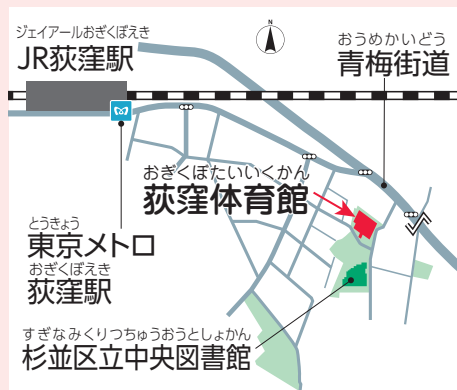 ジェイアールおぎくぼえき
JR荻窪駅
N
おうめかいどう
青梅街道
おぎくぼたいいくかん
荻窪体育館
とうきょう
東京メトロ
おぎくぼえき
荻窪駅
すぎなみくりつちゅうおうとしょかん
杉並区立中央図書館